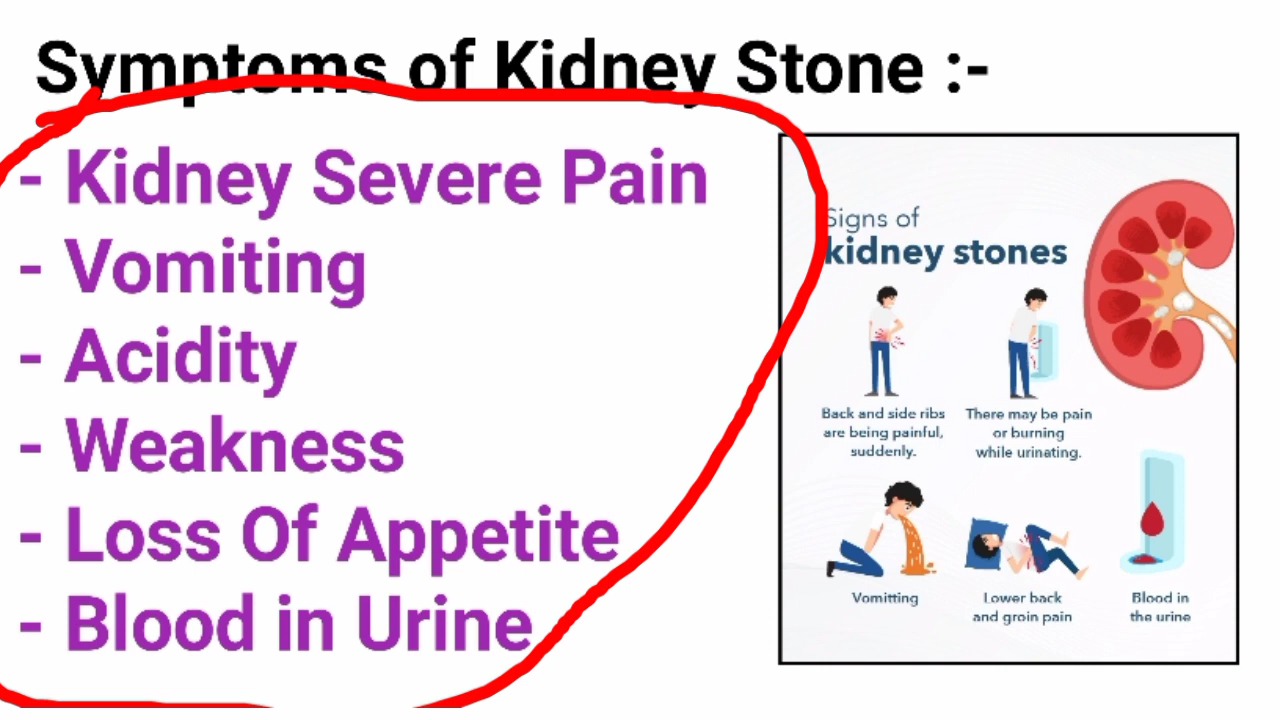 Symptoms of Kidney Stone :-
- Kidney Severe Pain
- Vomiting
- Acidity
- Weakness
- Loss Of Appetite
- Blood in Urine
Signs of
kidney stones
Back and side ribs
are being painful,
suddenly.
There may be pain
or burning
while urinating.
Vomitting
Lower back
and groin pain
Blood in
the urine